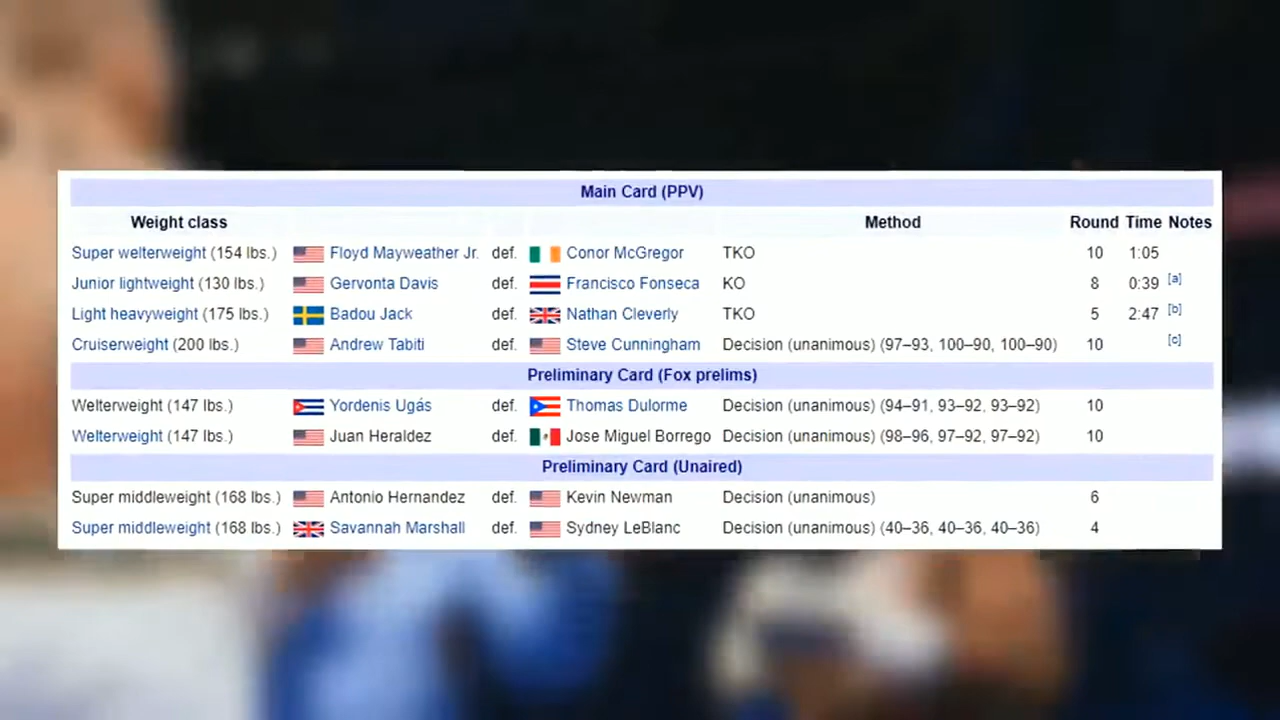 Main Card (PPV)
Weight class Method Round Time Notes
Super welterweight (154 lbs.) Floyd Mayweather Jr. def. Conor McGregor TKO 10 1:05
Junior lightweight (130 lbs.) Gervonta Davis def. Francisco Fonseca KO 8 0:39 [a]
Light heavyweight (175 lbs.) Badou Jack def. Nathan Cleverly TKO 5 2:47 [b]
Cruiserweight (200 lbs.) Andrew Tabiti def. Steve Cunningham Decision (unanimous) (97–93, 100–90, 100–90) 10 [c]
Preliminary Card (Fox prelims)
Welterweight (147 lbs.) Yordenis Ugás def. Thomas Dulorme Decision (unanimous) (94–91, 93–92, 93–92) 10
Welterweight (147 lbs.) Juan Heraldez def. Jose Miguel Borrego Decision (unanimous) (98–96, 97–92, 97–92) 10
Preliminary Card (Unaired)
Super middleweight (168 lbs.) Antonio Hernandez def. Kevin Newman Decision (unanimous) 6
Super middleweight (168 lbs.) Savannah Marshall def. Sydney LeBlanc Decision (unanimous) (40–36, 40–36, 40–36) 4